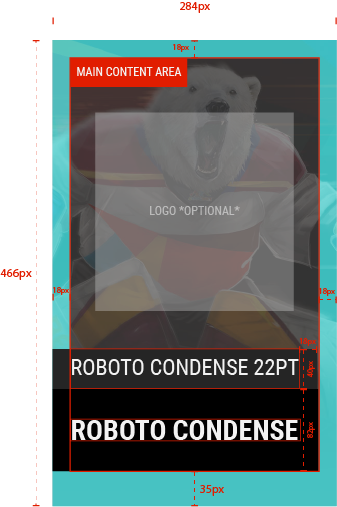 284px
18px
MAIN CONTENT AREA
LOGO *OPTIONAL*
466px
18px
18px
ROBOTO CONDENSE 22PT
40px
ROBOTO CONDENSE
82px
35px